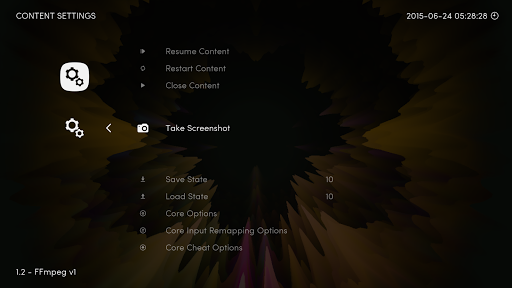 CONTENT SETTINGS
2015-06-24 05:28:28
Resume Content
Restart Content
Close Content
Take Screenshot
Save State 10
Load State 10
Core Options
Core Input Remapping Options
Core Cheat Options
1.2 - FFmpeg v1